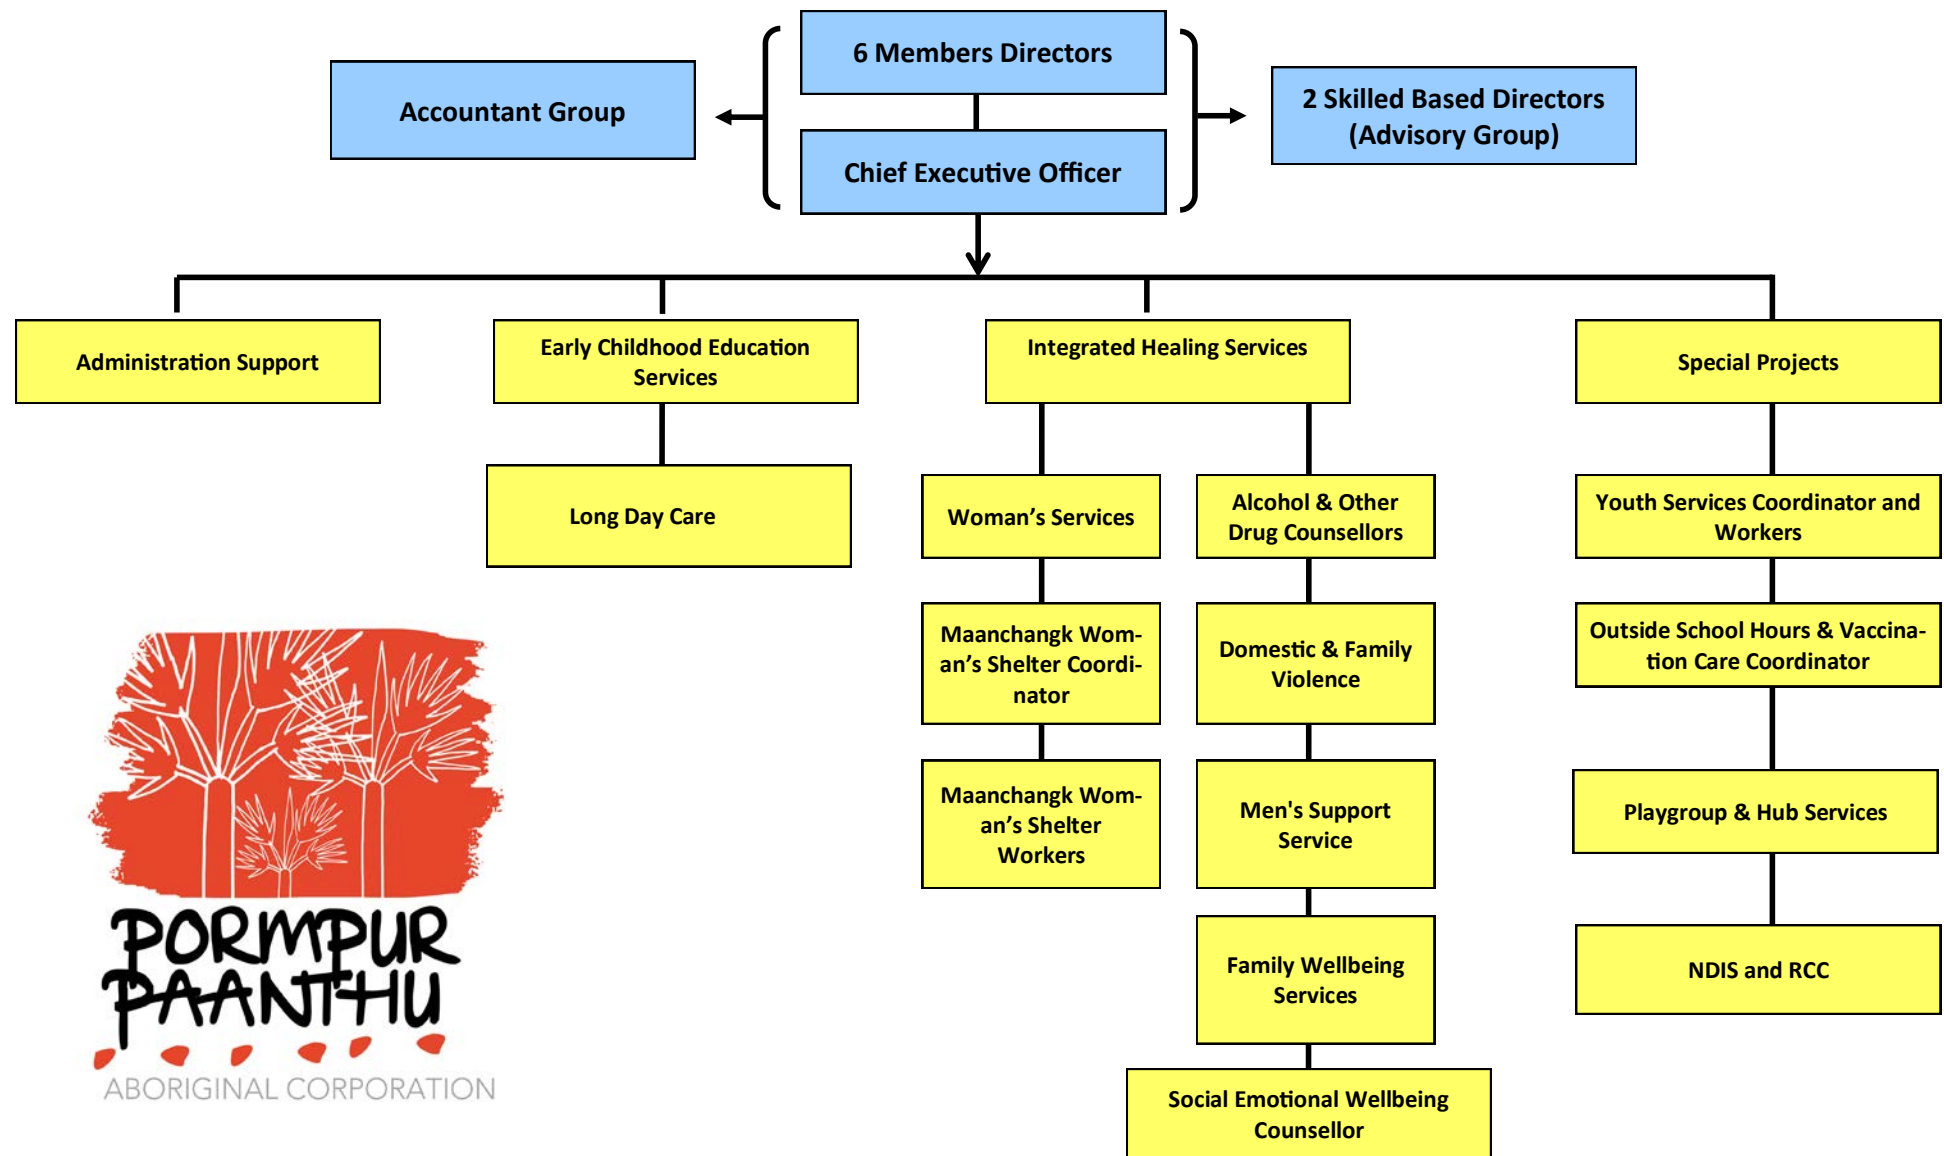 6 Members Directors
Accountant Group
2 Skilled Based Directors
(Advisory Group)
Chief Executive Officer
Administration Support
Early Childhood Education
Services
Integrated Healing Services
Special Projects
Long Day Care
Woman’s Services
Alcohol & Other
Drug Counsellors
Youth Services Coordinator and
Workers
Maanchangk Wom-
an’s Shelter Coordi-
nator
Domestic & Family
Violence
Outside School Hours & Vaccina-
tion Care Coordinator
Maanchangk Wom-
an’s Shelter
Workers
Men's Support
Service
Playgroup & Hub Services
Family Wellbeing
Services
NDIS and RCC
Social Emotional Wellbeing
Counsellor
PORMPUR
PAANTHU
ABORIGINAL CORPORATION